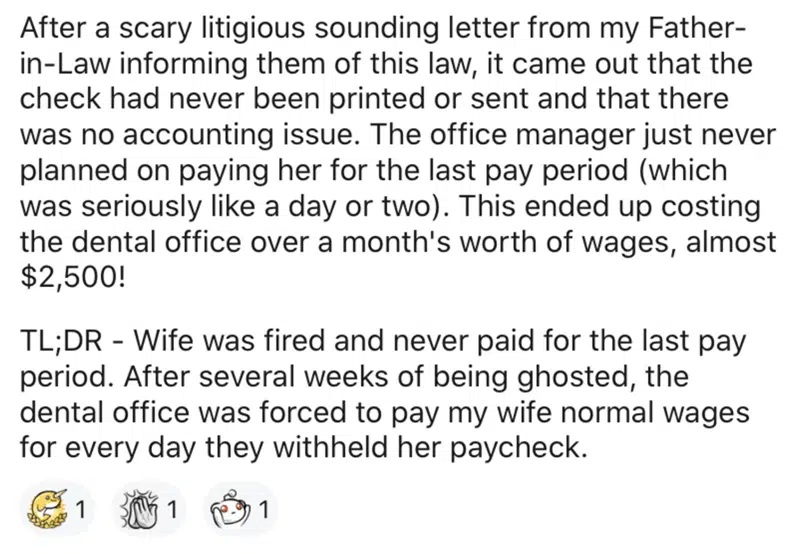 After a scary litigious sounding letter from my Father-
in-Law informing them of this law, it came out that the
check had never been printed or sent and that there
was no accounting issue. The office manager just never
planned on paying her for the last pay period (which
was seriously like a day or two). This ended up costing
the dental office over a month's worth of wages, almost
$2,500!
TL;DR - Wife was fired and never paid for the last pay
period. After several weeks of being ghosted, the
dental office was forced to pay my wife normal wages
for every day they withheld her paycheck.
1 1 1